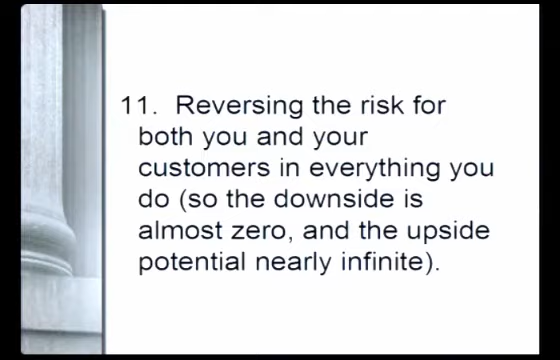 11. Reversing the risk for
both you and your
customers in everything you
do (so the downside is
almost zero, and the upside
potential nearly infinite).